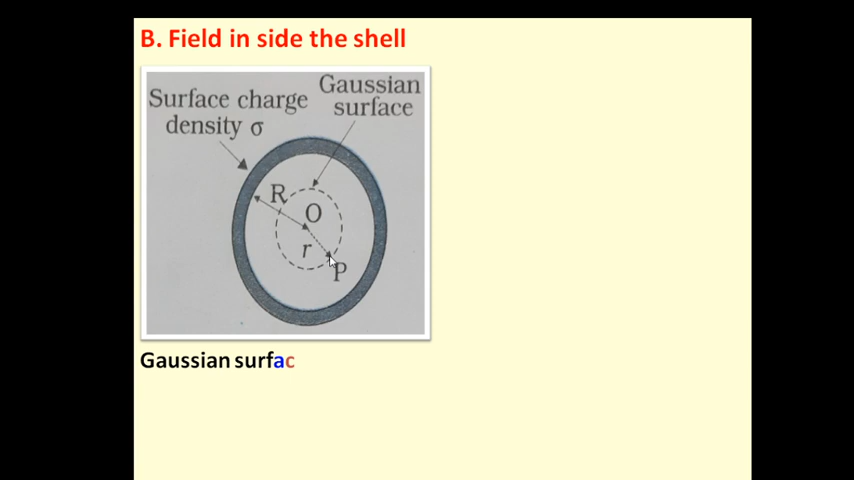 B. Field in side the shell
Gaussian
surface
Surface charge
density σ
R
O
r
P
Gaussian surfac